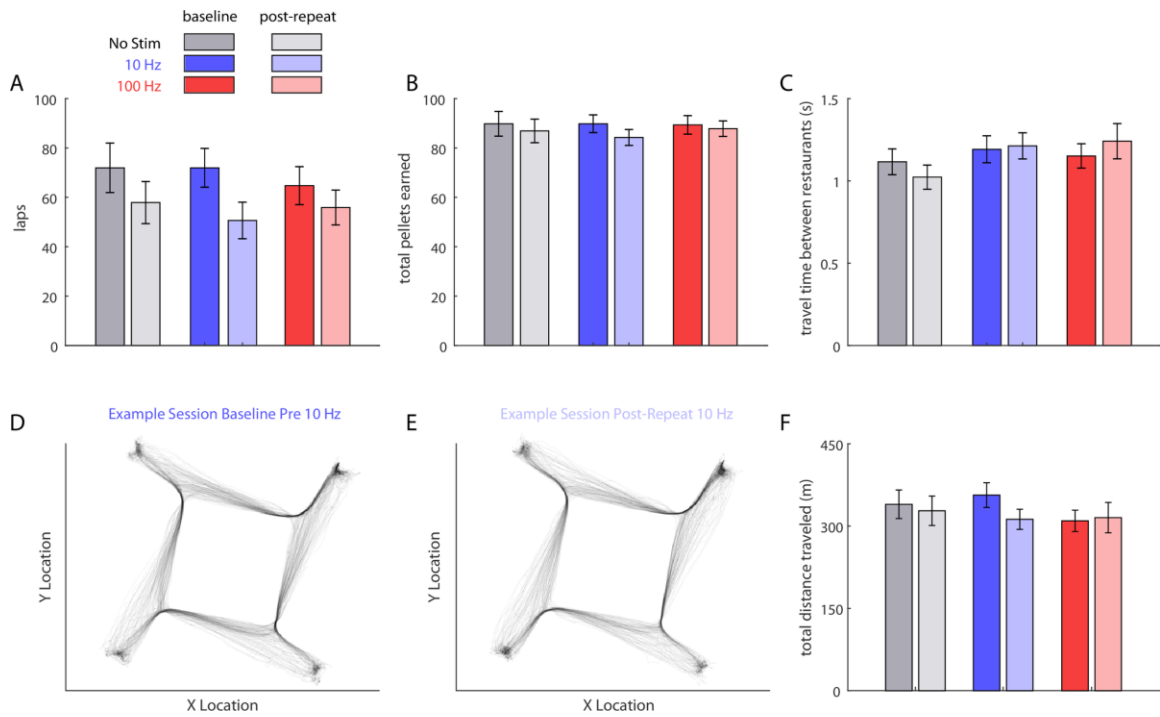 baseline post-repeat
No Stim
10 Hz
100 Hz
A
laps
100
80
60
40
20
0
B
total pellets earned
100
80
60
40
20
0
C
travel time between restaurants (s)
1.5
1
0.5
0
D
Example Session Baseline Pre 10 Hz
Y Location
X Location
E
Example Session Post-Repeat 10 Hz
Y Location
X Location
F
total distance traveled (m)
450
300
150
0